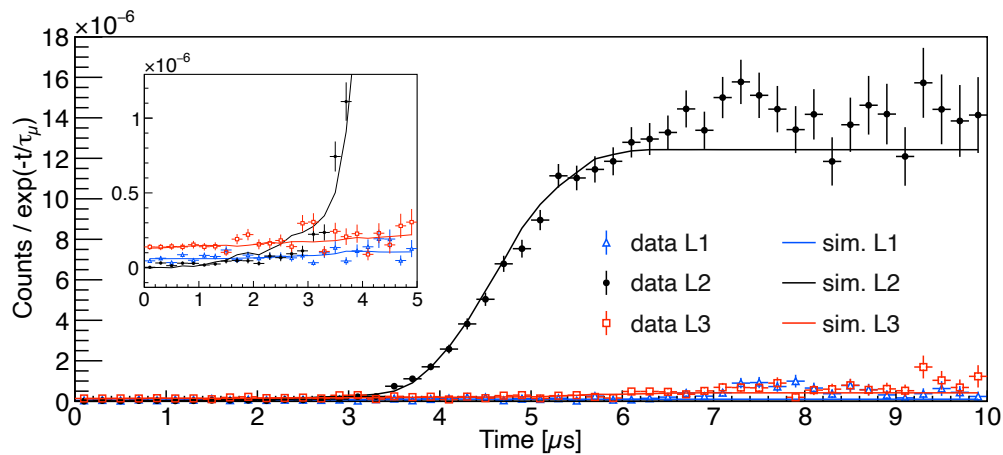 ×10⁻⁶
18
16
14
12
10
8
6
4
2
0
Counts / exp(-t/τμ)
×10⁻⁶
1
0.5
0
0 1 2 3 4 5
data L1 sim. L1
data L2 sim. L2
data L3 sim. L3
0 1 2 3 4 5 6 7 8 9 10
Time [μs]